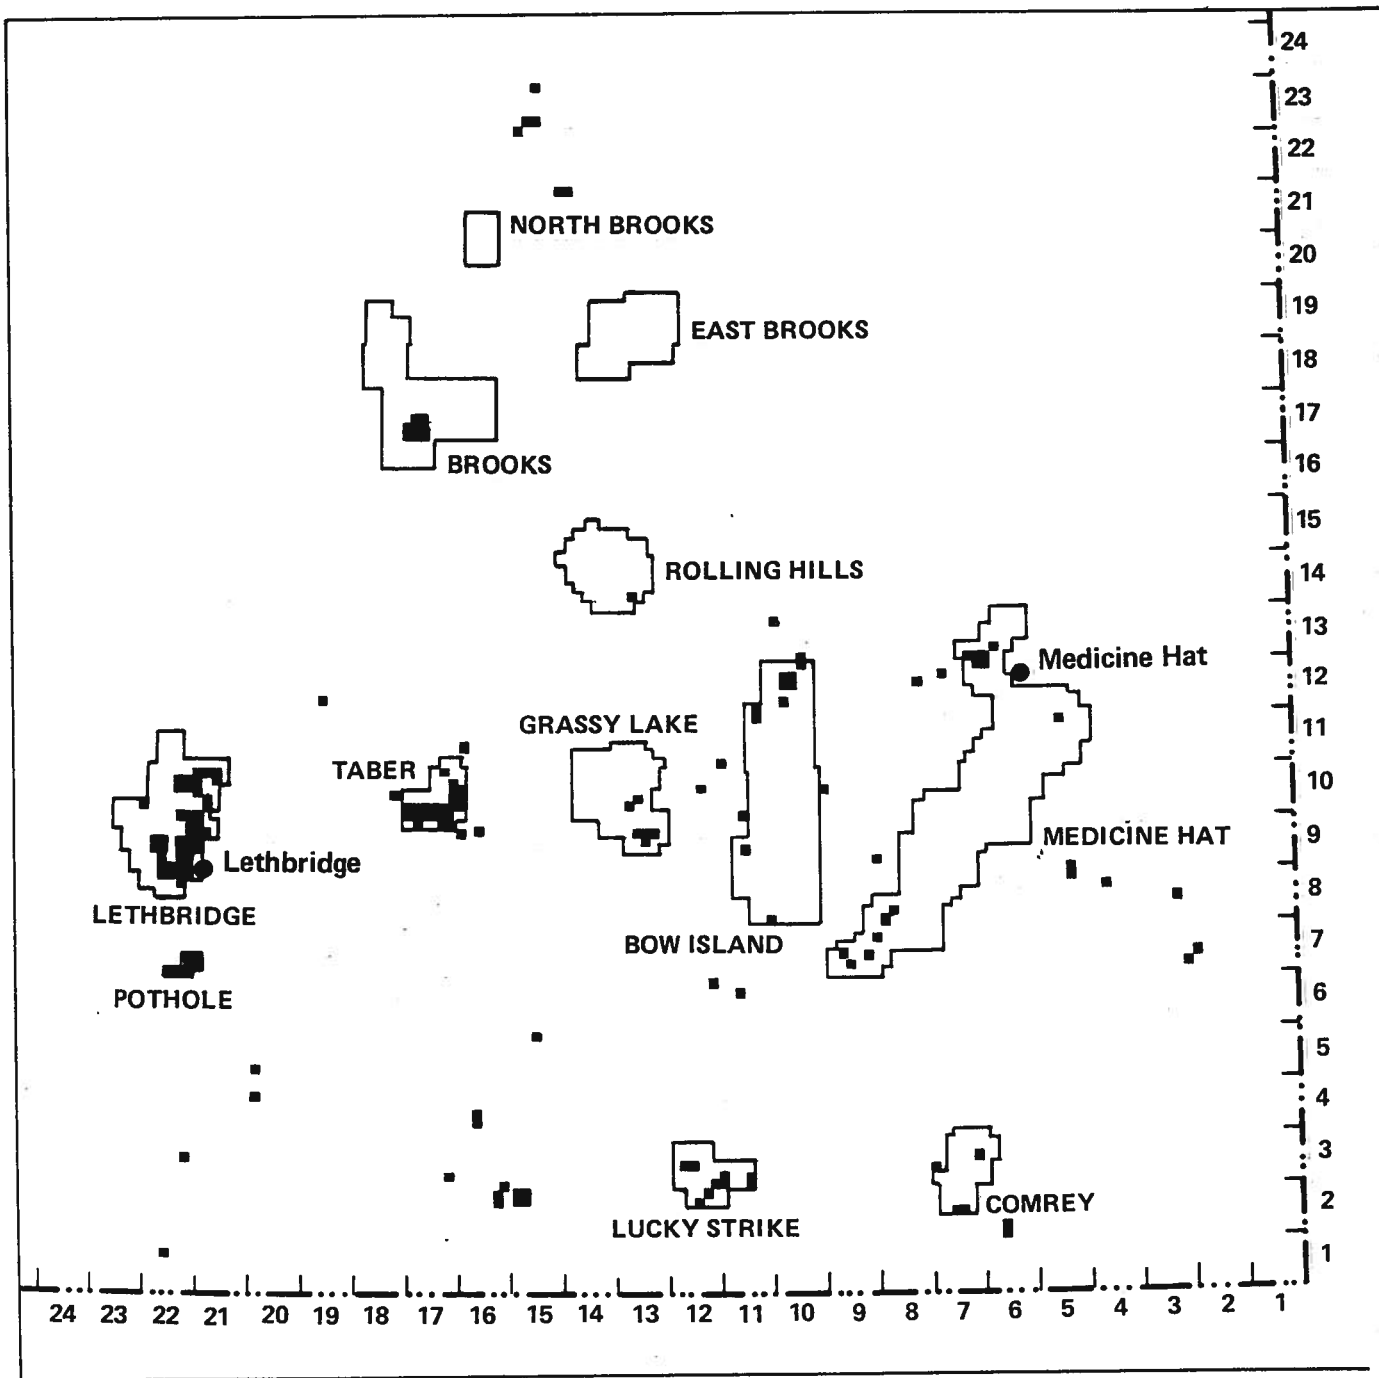 24
23
22
21
NORTH BROOKS
20
19
EAST BROOKS
18
17
BROOKS
16
15
ROLLING HILLS
14
13
Medicine Hat
12
GRASSY LAKE
11
TABER
10
MEDICINE HAT
9
Lethbridge
8
LETHBRIDGE
BOW ISLAND
7
POTHOLE
6
5
4
3
COMREY
2
LUCKY STRIKE
1
24 23 22 21 20 19 18 17 16 15 14 13 12 11 10 9 8 7 6 5 4 3 2 1